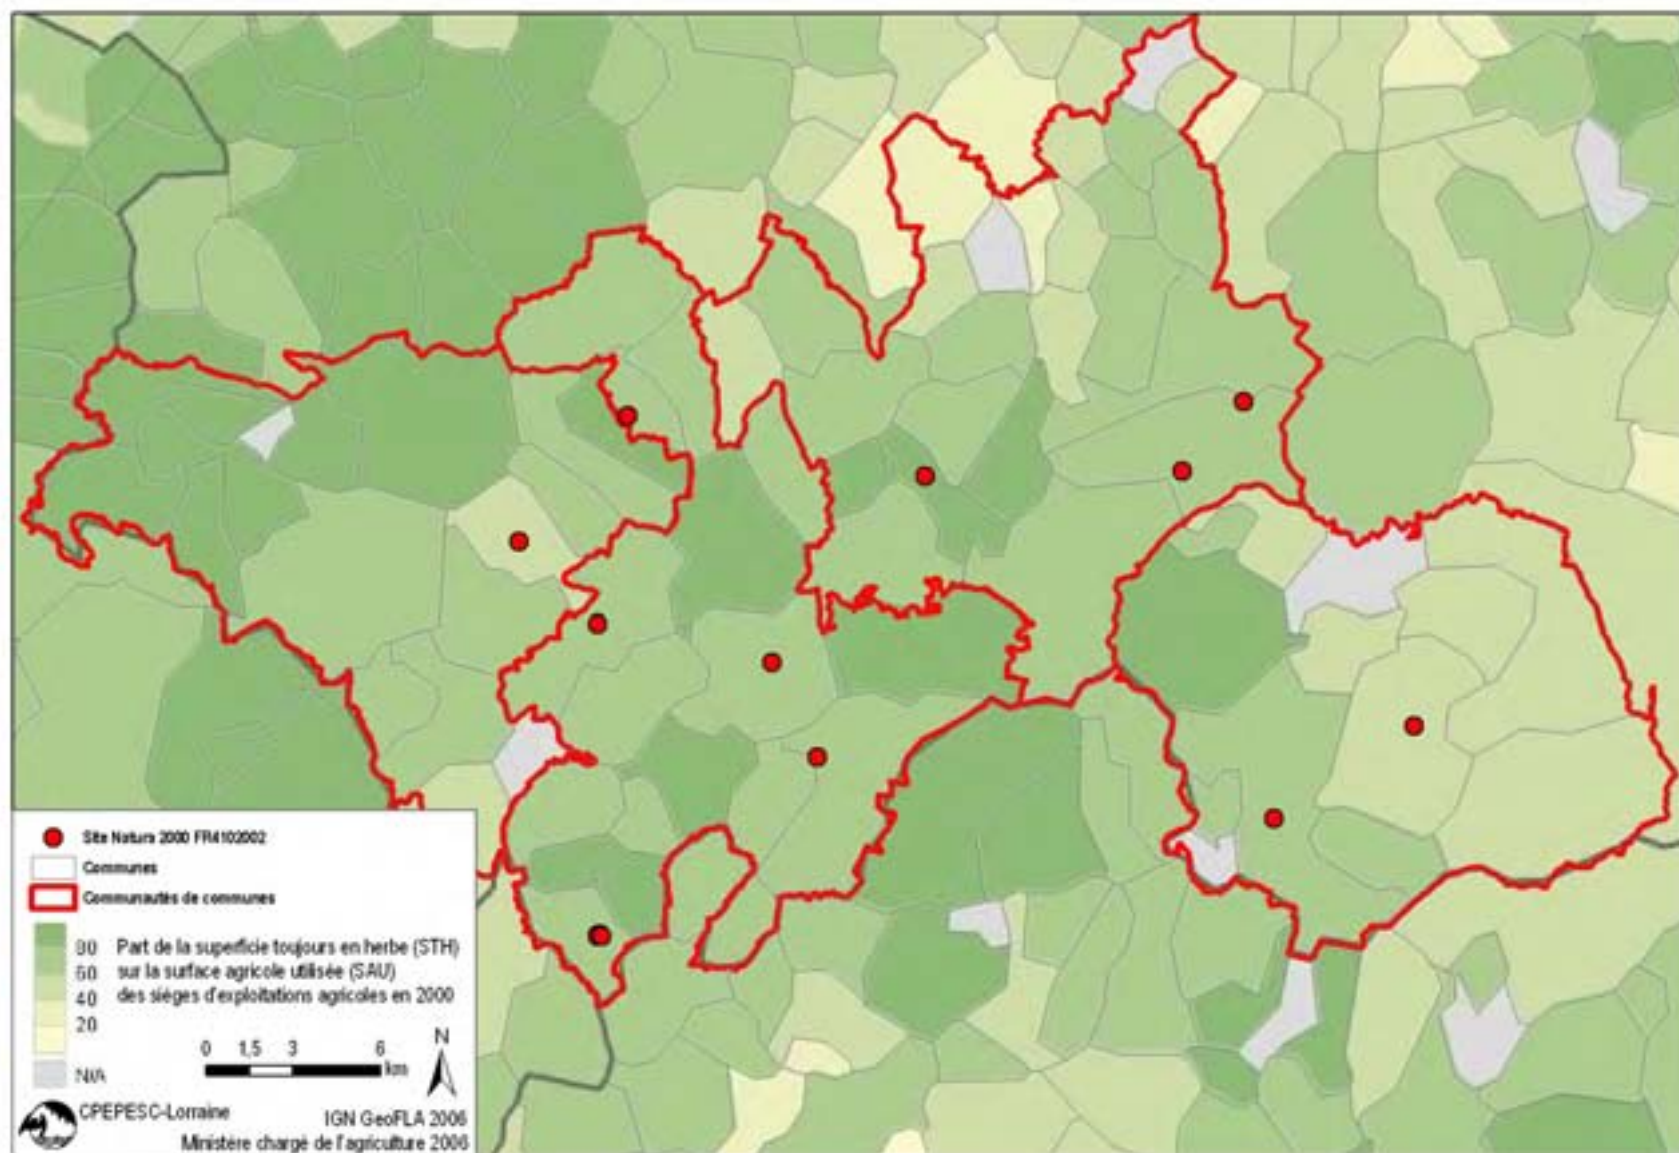 Site Natura 2000 FR4102002
Communes
Communautés de communes
80 Part de la superficie toujours en herbe (STH)
60 sur la surface agricole utilisée (SAU)
40 des sièges d'exploitations agricoles en 2000
20
N/A
0 1,5 3 6
km
N
CPEPESC-Lorraine
IGN GeoFLA 2006
Ministère chargé de l'agriculture 2006